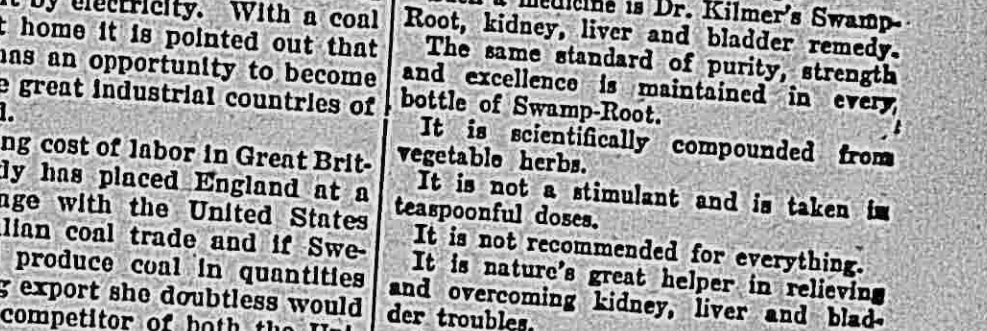 by electricity. With a coal
home it is pointed out that
an opportunity to become
great industrial countries of
cost of labor in Great Brit-
has placed England at a
with the United States
coal trade and if Swe-
produce coal in quantities
export she doubtless would
competitor of both the
medicine is Dr. Kilmer's Swamp-
Root, kidney, liver and bladder remedy.
The same standard of purity, strength
and excellence is maintained in every
bottle of Swamp-Root.
It is scientifically compounded from
vegetable herbs.
It is not a stimulant and is taken in
teaspoonful doses.
It is not recommended for everything.
It is nature's great helper in relieving
and overcoming kidney, liver and blad-
der troubles.